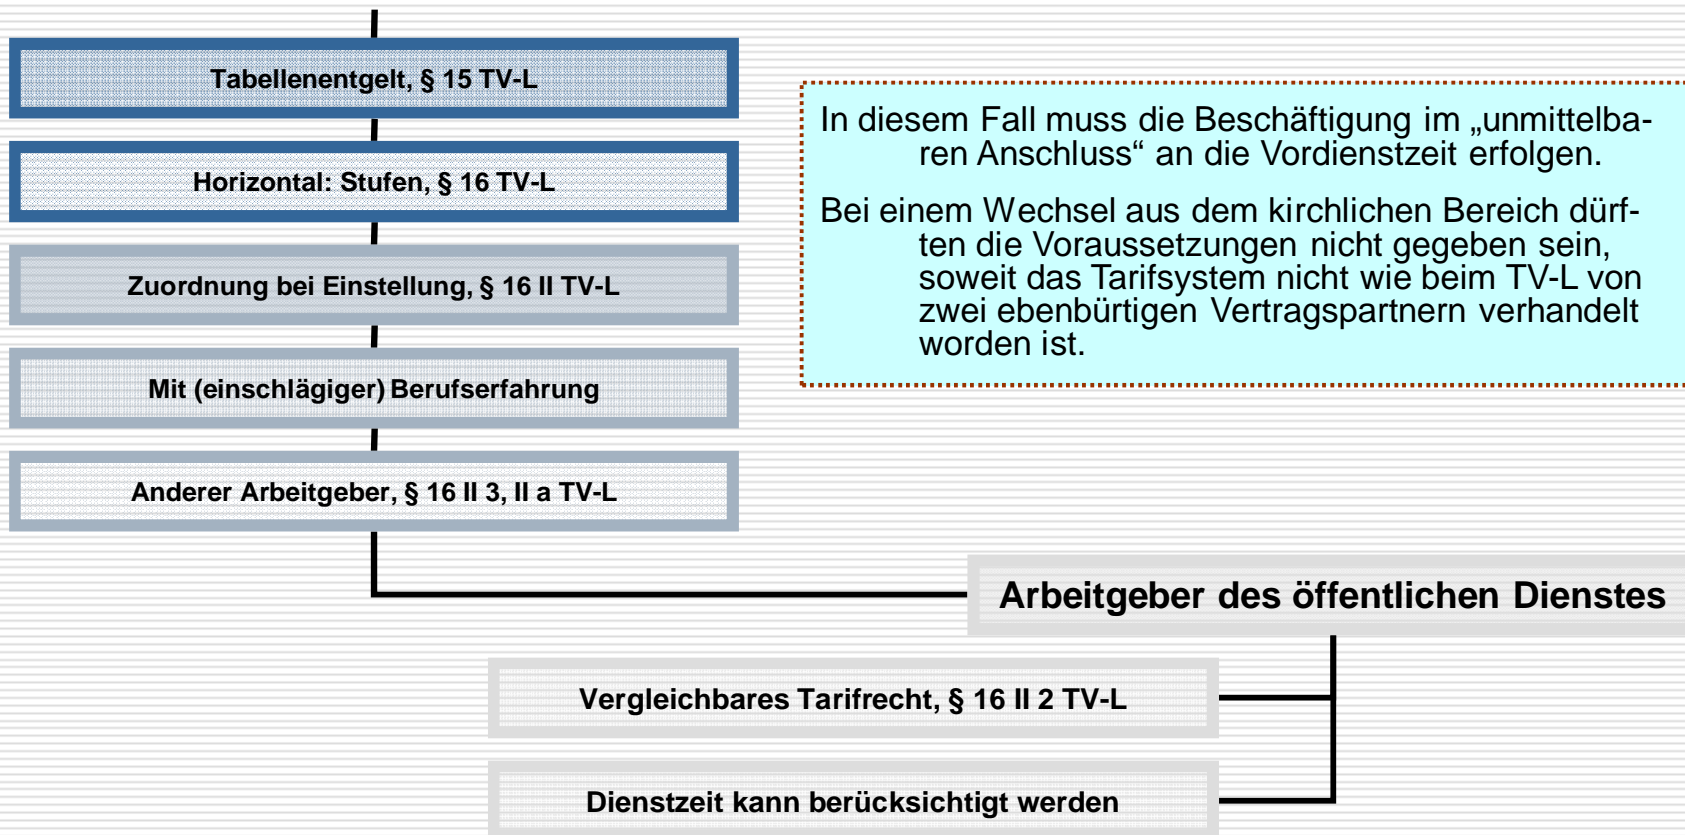 Tabellenentgelt, § 15 TV-L
Horizontal: Stufen, § 16 TV-L
Zuordnung bei Einstellung, § 16 II TV-L
Mit (einschlägiger) Berufserfahrung
Anderer Arbeitgeber, § 16 II 3, II a TV-L
In diesem Fall muss die Beschäftigung im „unmittelba-
ren Anschluss“ an die Vordienstzeit erfolgen.
Bei einem Wechsel aus dem kirchlichen Bereich dürf-
ten die Voraussetzungen nicht gegeben sein,
soweit das Tarifsystem nicht wie beim TV-L von
zwei ebenbürtigen Vertragspartnern verhandelt
worden ist.
Arbeitgeber des öffentlichen Dienstes
Vergleichbares Tarifrecht, § 16 II 2 TV-L
Dienstzeit kann berücksichtigt werden